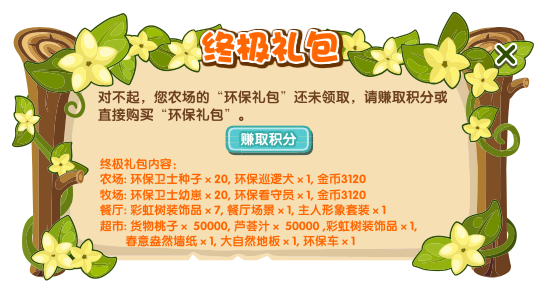 终极礼包
对不起，您农场的“环保礼包”还未领取，请赚取积分或
直接购买“环保礼包”。
赚取积分
终极礼包内容：
农场: 环保卫士种子×20, 环保巡逻犬×1, 金币3120
牧场: 环保卫士幼崽×20, 环保看守员×1, 金币3120
餐厅: 彩虹树装饰品×7, 餐厅场景×1, 主人形象套装×1
超市: 货物桃子× 50000, 芦荟汁× 50000 ,彩虹树装饰品×1,
春意盎然墙纸×1, 大自然地板×1, 环保车×1